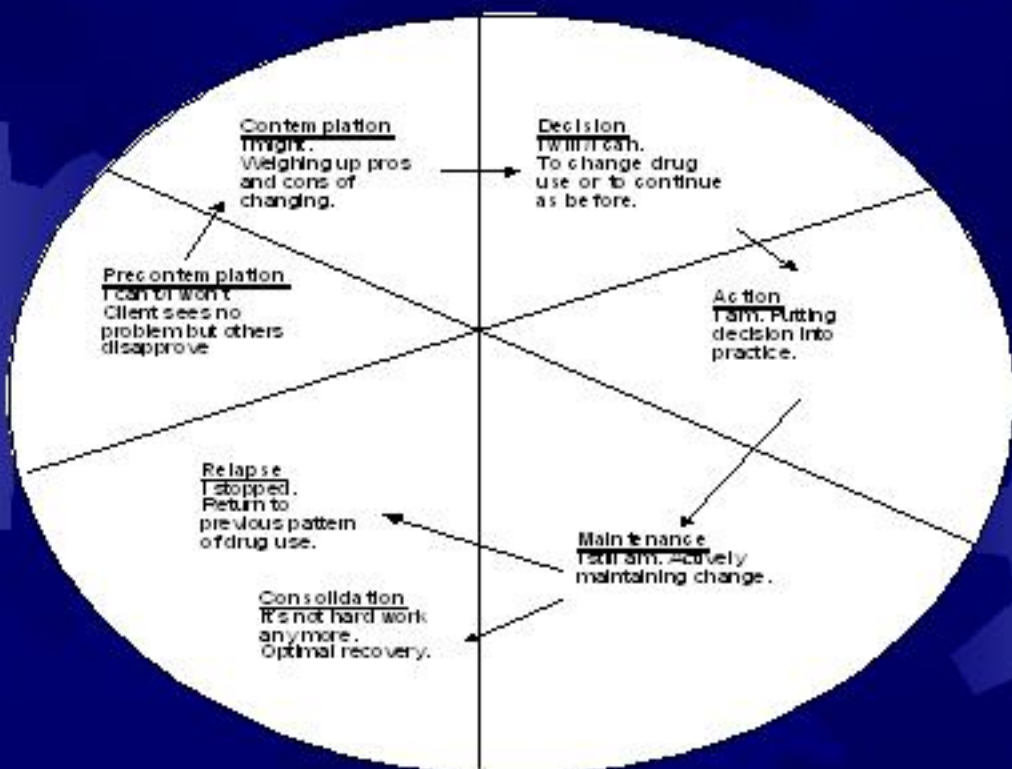 Contemplation
I might.
Weighing up pros
and cons of
changing.
Decision
I will/I can.
To change drug
use or to continue
as before.
Precontemplation
I can't/I won't
Client sees no
problem but others
disapprove
Action
I am. Putting
decision into
practice.
Relapse
I stopped.
Return to
previous pattern
of drug use.
Maintenance
I still am. Actively
maintaining change.
Consolidation
It's not hard work
anymore.
Optimal recovery.